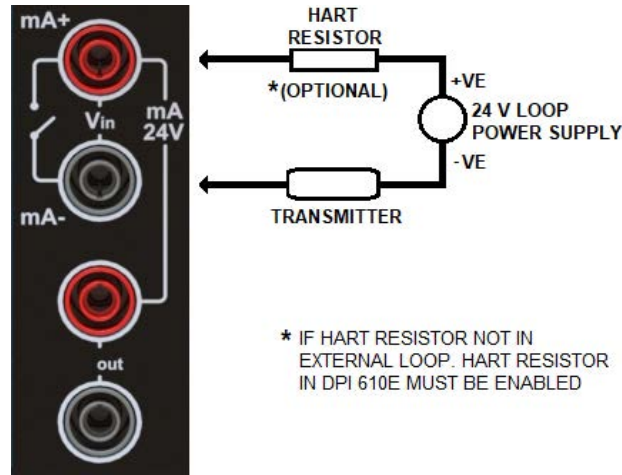 mA+
Vin
mA
24V
mA-
out
HART
RESISTOR
*(OPTIONAL)
+VE
24 V LOOP
POWER SUPPLY
-VE
TRANSMITTER
* IF HART RESISTOR NOT IN
EXTERNAL LOOP. HART RESISTOR
IN DPI 610E MUST BE ENABLED